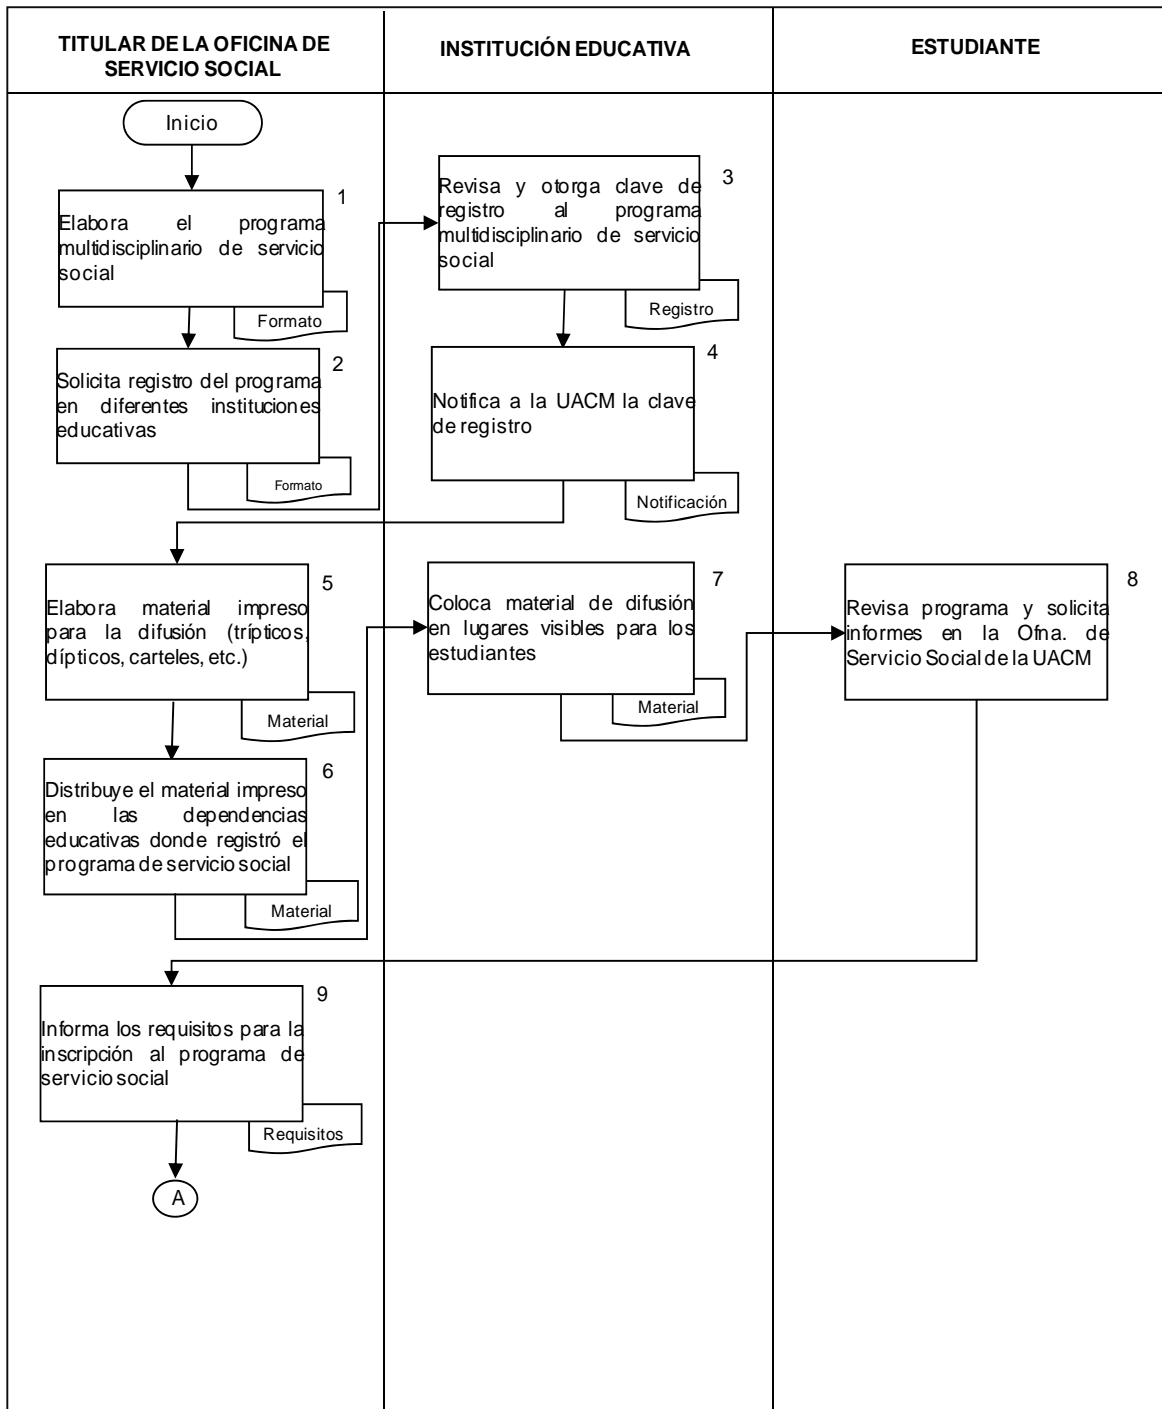 TITULAR DE LA OFICINA DE
SERVICIO SOCIAL
INSTITUCIÓN EDUCATIVA
ESTUDIANTE
Inicio
1
Elabora el programa
multidisciplinario de servicio
social
Formato
2
Solicita registro del programa
en diferentes instituciones
educativas
Formato
3
Revisa y otorga clave de
registro al programa
multidisciplinario de servicio
social
Registro
4
Notifica a la UACM la clave
de registro
Notificación
5
Elabora material impreso
para la difusión (trípticos,
dípticos, carteles, etc.)
Material
6
Distribuye el material impreso
en las dependencias
educativas donde registró el
programa de servicio social
Material
7
Coloca material de difusión
en lugares visibles para los
estudiantes
Material
8
Revisa programa y solicita
informes en la Ofna. de
Servicio Social de la UACM
9
Informa los requisitos para la
inscripción al programa de
servicio social
Requisitos
A